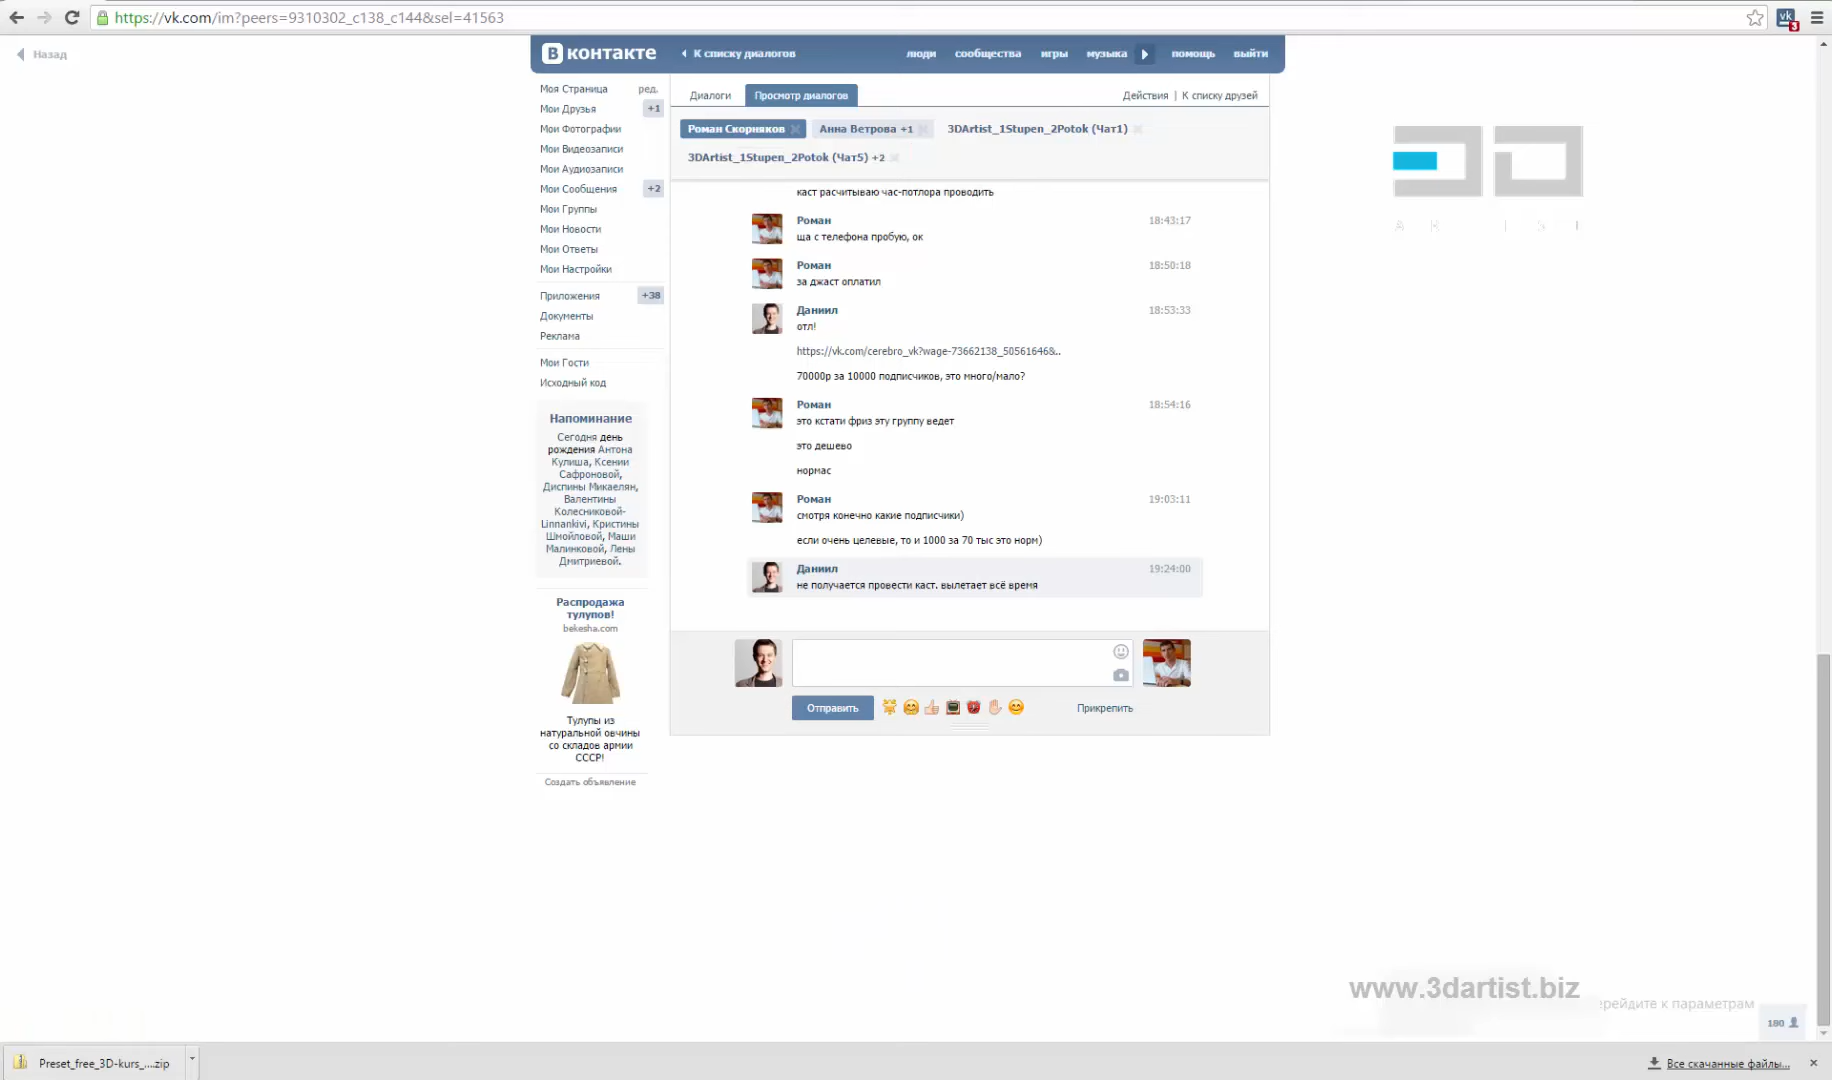 https://vk.com/im?peers=9310302_c138_c144&sel=41563
vk
3
Назад
В контакте
К списку диалогов
люди
сообщества
игры
музыка
помощь
выйти
Моя Страница
ред.
Мои Друзья
+1
Мои Фотографии
Мои Видеозаписи
Мои Аудиозаписи
Мои Сообщения
+2
Мои Группы
Мои Новости
Мои Ответы
Мои Настройки
Приложения
+38
Документы
Реклама
Мои Гости
Исходный код
Напоминание
Сегодня день
рождения Антона
Кулиша, Ксении
Сафроновой,
Диспины Микаелян,
Валентины
Колесниковой-
Linnankivi, Кристины
Шмойловой, Маши
Малинковой, Лены
Дмитриевой.
Распродажа
тулупов!
bekesha.com
Тулупы из
натуральной овчины
со складов армии
СССР!
Создать объявление
Диалоги
Просмотр диалогов
Действия | К списку друзей
Роман Скорняков
Анна Ветрова +1
3DArtist_1Stupen_2Potok (Чат1)
3DArtist_1Stupen_2Potok (Чат5) +2
каст расчитываю час-потлора проводить
Роман
18:43:17
ща с телефона пробую, ок
Роман
18:50:18
за джаст оплатил
Даниил
18:53:33
отл!
https://vk.com/cerebro_vk?wage-73662138_50561646&..
70000р за 10000 подписчиков, это много/мало?
Роман
18:54:16
это кстати фриз эту группу ведет
это дешево
нормас
Роман
19:03:11
смотря конечно какие подписчики)
если очень целевые, то и 1000 за 70 тыс это норм)
Даниил
19:24:00
не получается провести каст. вылетает всё время
Отправить
Прикрепить
www.3dartist.biz
ерейдите к параметрам
180
Preset_free_3D-kurs_....zip
Все скачанные файлы...